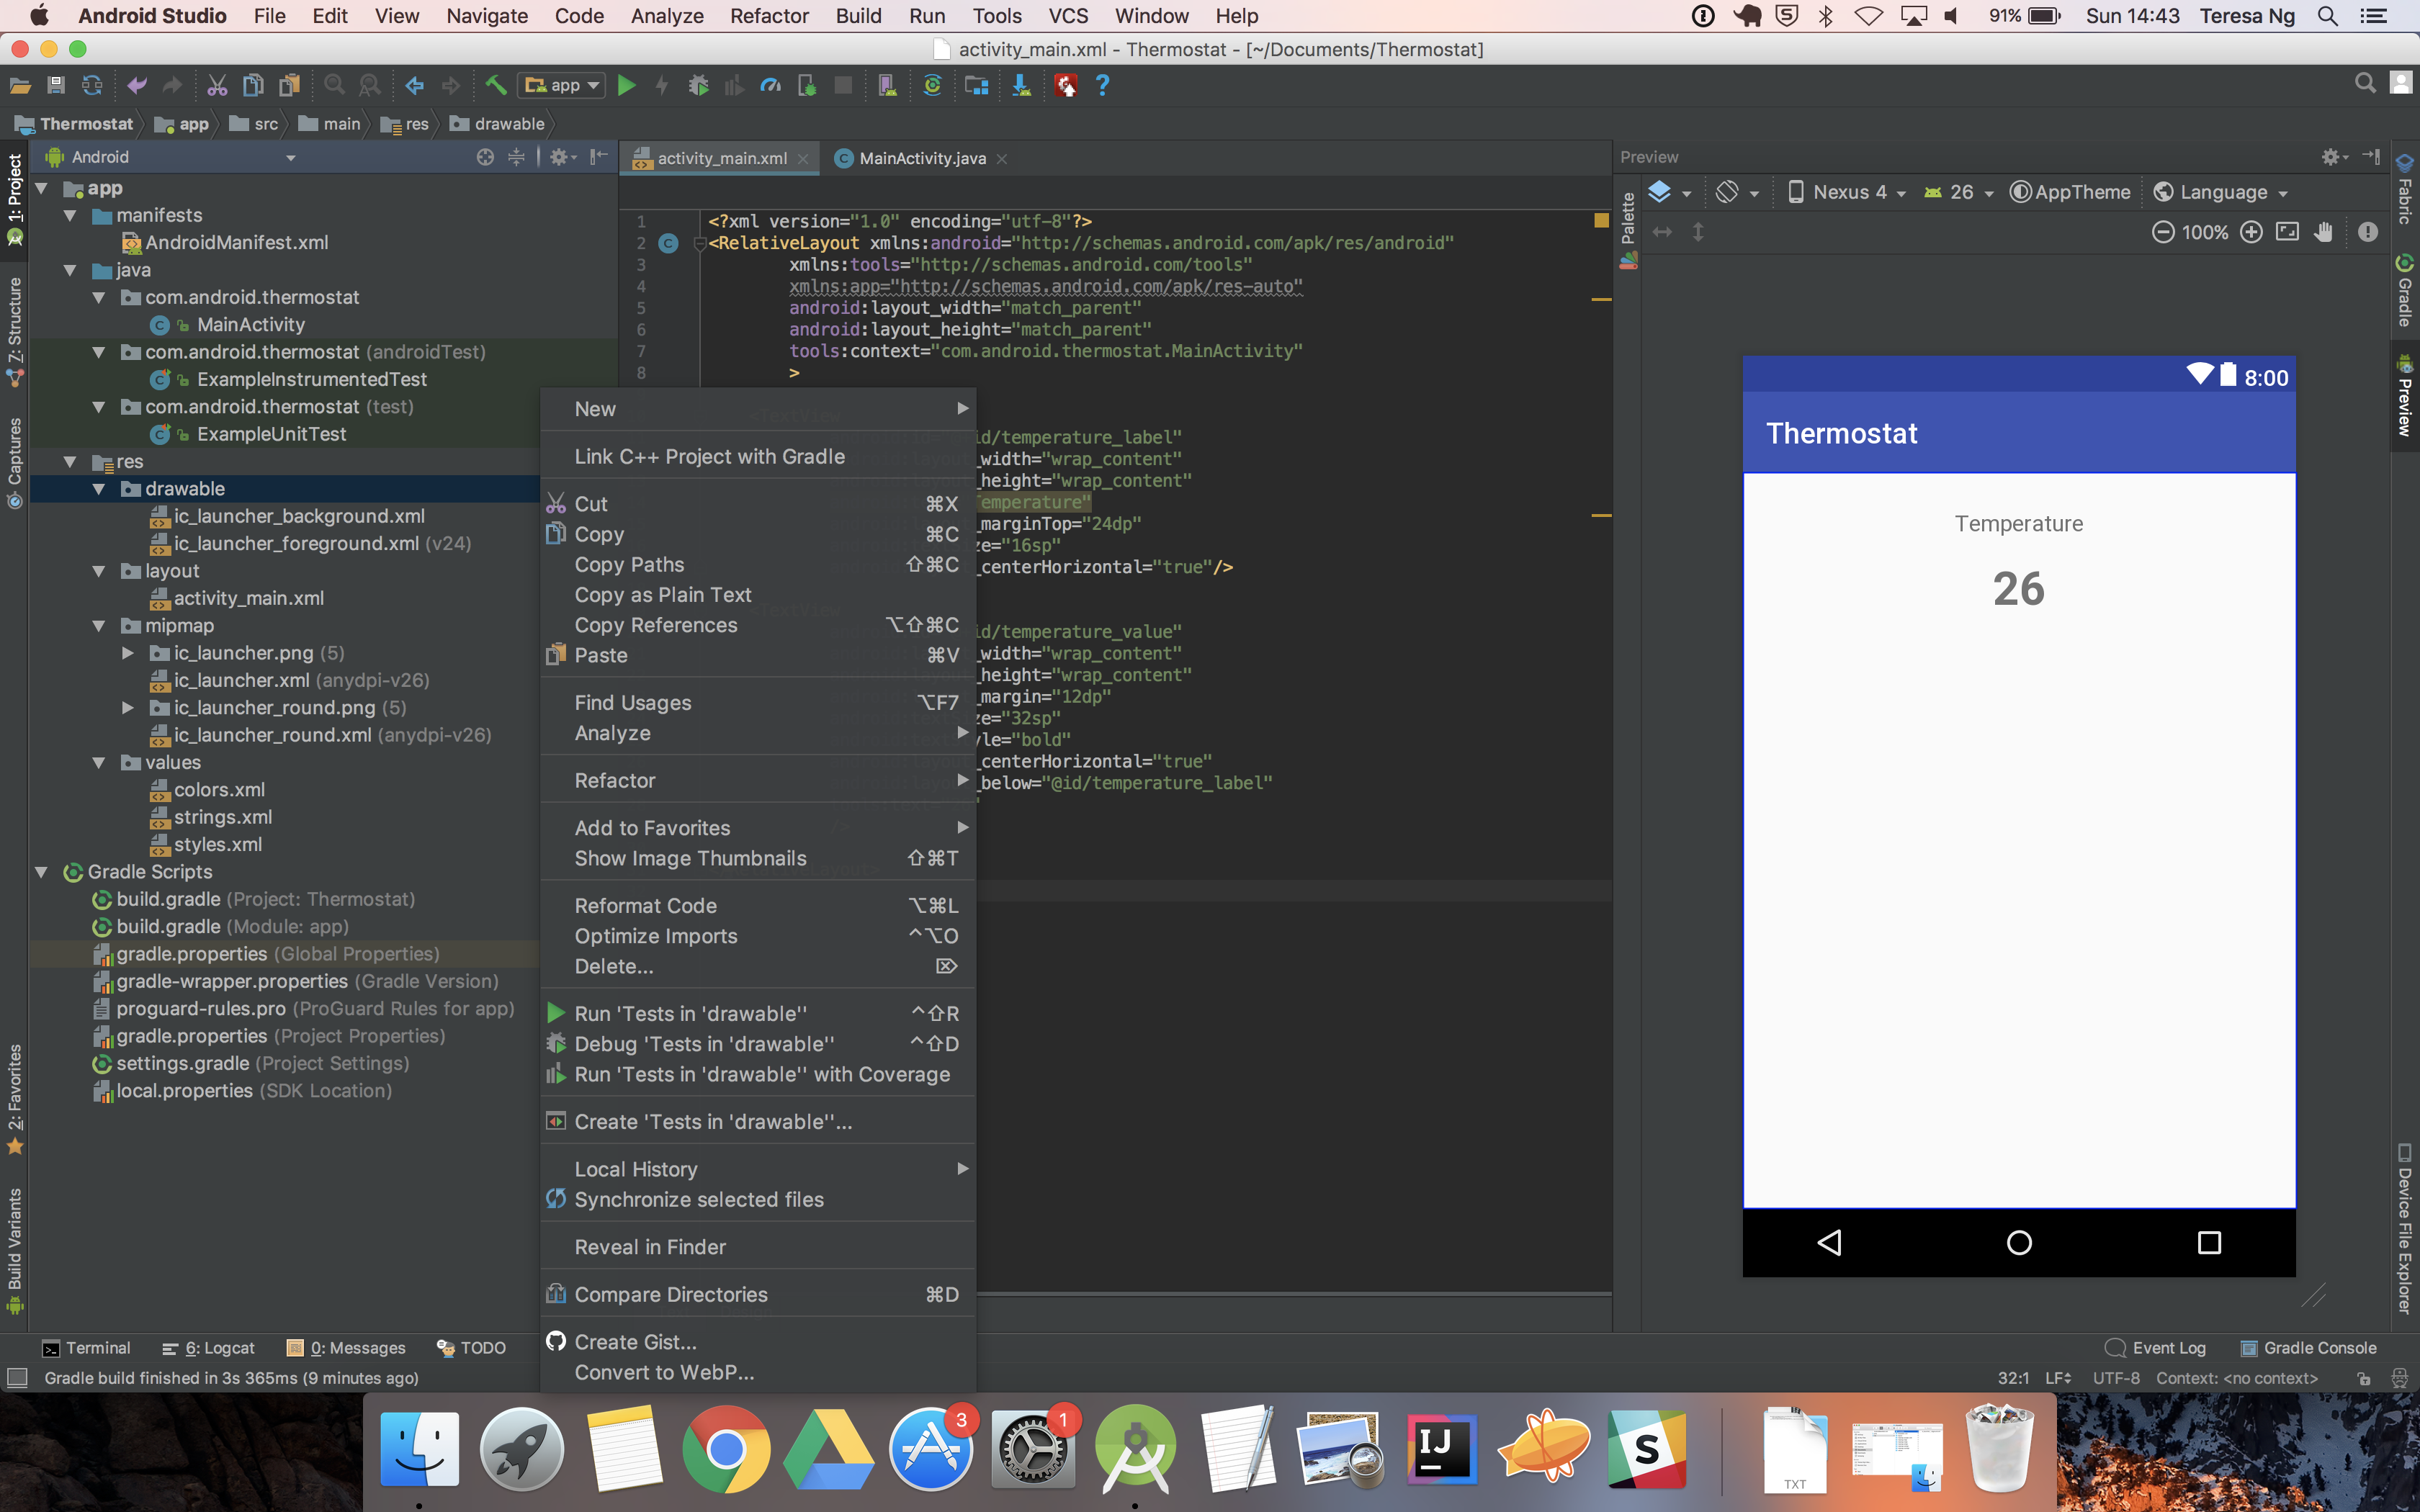 Android Studio File Edit View Navigate Code Analyze Refactor Build Run Tools VCS Window Help 91% Sun 14:43 Teresa Ng
activity_main.xml - Thermostat - [~/Documents/Thermostat]
app
Thermostat app src main res drawable
1: Project
7: Structure
Captures
2: Favorites
Build Variants
Android
app
manifests
AndroidManifest.xml
java
com.android.thermostat
MainActivity
com.android.thermostat (androidTest)
ExampleInstrumentedTest
com.android.thermostat (test)
ExampleUnitTest
res
drawable
ic_launcher_background.xml
ic_launcher_foreground.xml (v24)
layout
activity_main.xml
mipmap
ic_launcher.png (5)
ic_launcher.xml (anydpi-v26)
ic_launcher_round.png (5)
ic_launcher_round.xml (anydpi-v26)
values
colors.xml
strings.xml
styles.xml
Gradle Scripts
build.gradle (Project: Thermostat)
build.gradle (Module: app)
gradle.properties (Global Properties)
gradle-wrapper.properties (Gradle Version)
proguard-rules.pro (ProGuard Rules for app)
gradle.properties (Project Properties)
settings.gradle (Project Settings)
local.properties (SDK Location)
activity_main.xml MainActivity.java
1 <?xml version="1.0" encoding="utf-8"?>
2 <RelativeLayout xmlns:android="http://schemas.android.com/apk/res/android"
3 xmlns:tools="http://schemas.android.com/tools"
4 xmlns:app="http://schemas.android.com/apk/res-auto"
5 android:layout_width="match_parent"
6 android:layout_height="match_parent"
7 tools:context="com.android.thermostat.MainActivity"
8 >
id/temperature_label"
_width="wrap_content"
_height="wrap_content"
Temperature"
_marginTop="24dp"
ze="16sp"
_centerHorizontal="true"/>
id/temperature_value"
_width="wrap_content"
_height="wrap_content"
_margin="12dp"
ze="32sp"
yle="bold"
_centerHorizontal="true"
_below="@id/temperature_label"
New
Link C++ Project with Gradle
Cut ⌘X
Copy ⌘C
Copy Paths ⇧⌘C
Copy as Plain Text
Copy References ⌥⇧⌘C
Paste ⌘V
Find Usages ⌥F7
Analyze
Refactor
Add to Favorites
Show Image Thumbnails ⇧⌘T
Reformat Code ⌥⌘L
Optimize Imports ^⌥O
Delete... ⌦
Run 'Tests in 'drawable'' ^⇧R
Debug 'Tests in 'drawable'' ^⇧D
Run 'Tests in 'drawable'' with Coverage
Create 'Tests in 'drawable''...
Local History
Synchronize selected files
Reveal in Finder
Compare Directories ⌘D
Create Gist...
Convert to WebP...
Preview
Palette
Nexus 4 26 AppTheme Language
100%
8:00
Thermostat
Temperature
26
Fabric
Gradle
Preview
Device File Explorer
Terminal 6: Logcat 0: Messages TODO Event Log Gradle Console
Gradle build finished in 3s 365ms (9 minutes ago) 32:1 LF UTF-8 Context: <no context>
3
1
IJ
S
TXT